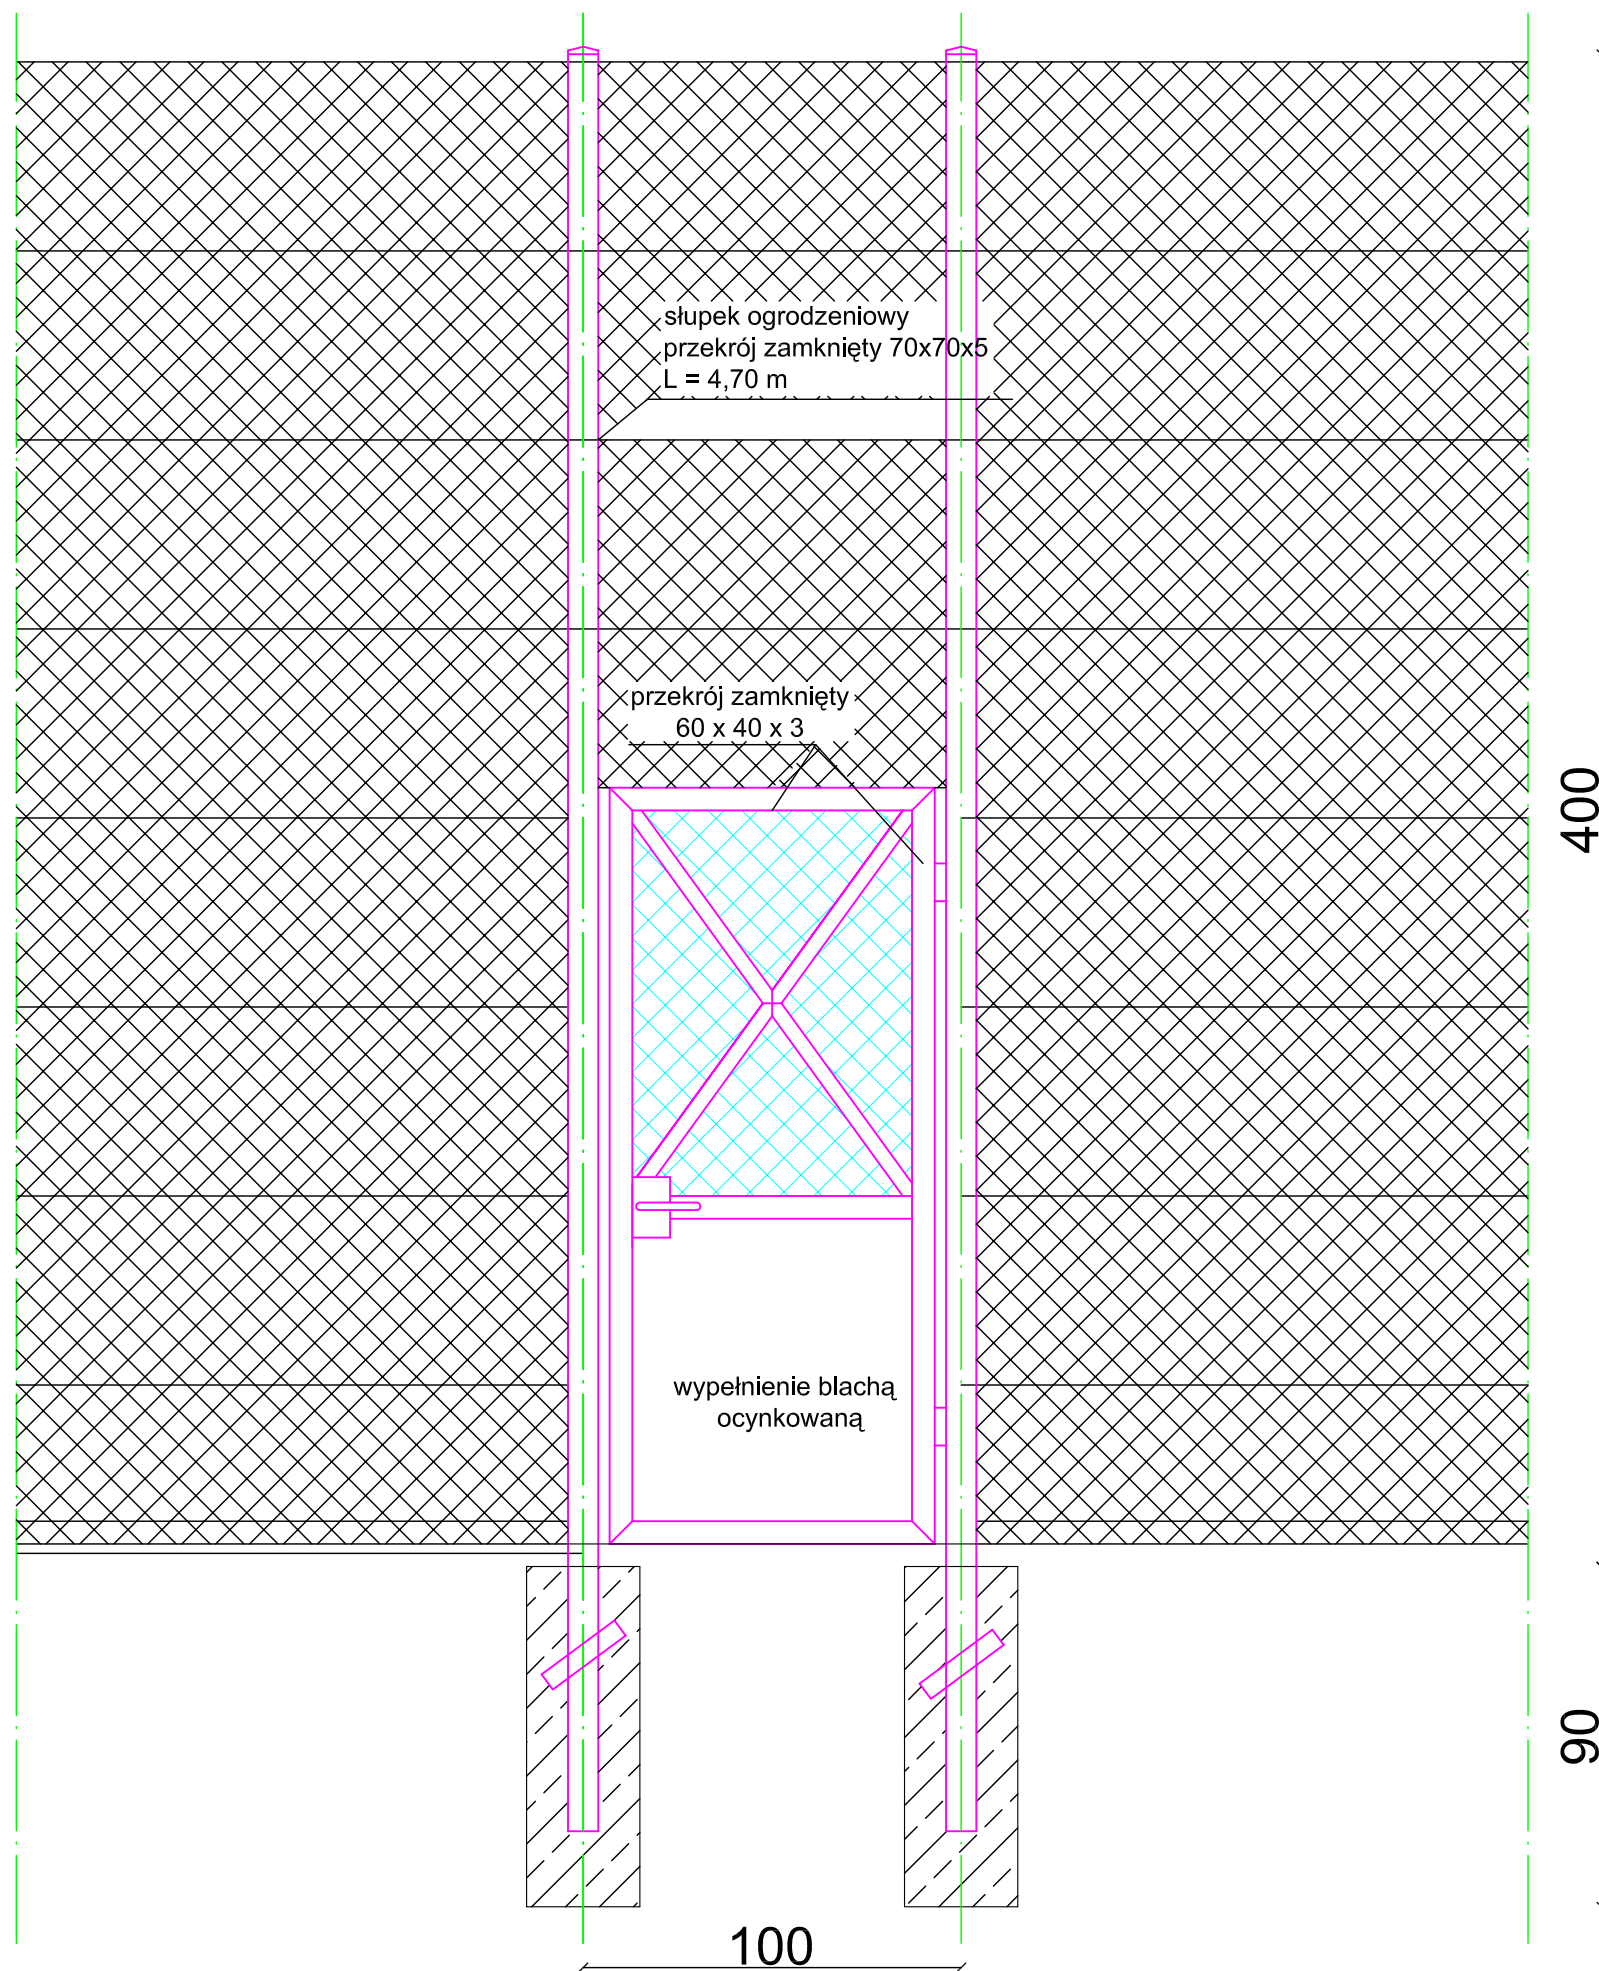 słupek ogrodzeniowy
przekrój zamknięty 70x70x5
L = 4,70 m
przekrój zamknięty
60 x 40 x 3
400
wypełnienie blachą
ocynkowaną
90
100